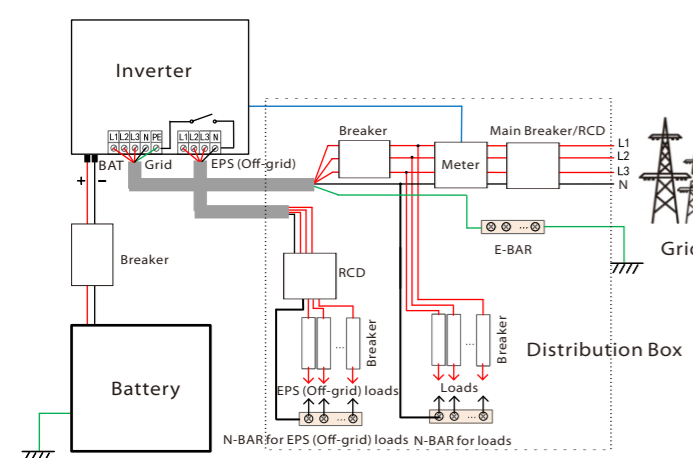 Inverter
L1 L2 L3 N PE
L1 L2 L3 N
BAT
Grid
EPS (Off-grid)
+
−
Breaker
Main Breaker/RCD
L1
L2
L3
N
Meter
E-BAR
Grid
Breaker
RCD
Breaker
...
Breaker
...
Distribution Box
Battery
EPS (Off-grid) loads
Loads
N-BAR for EPS (Off-grid) loads
N-BAR for loads